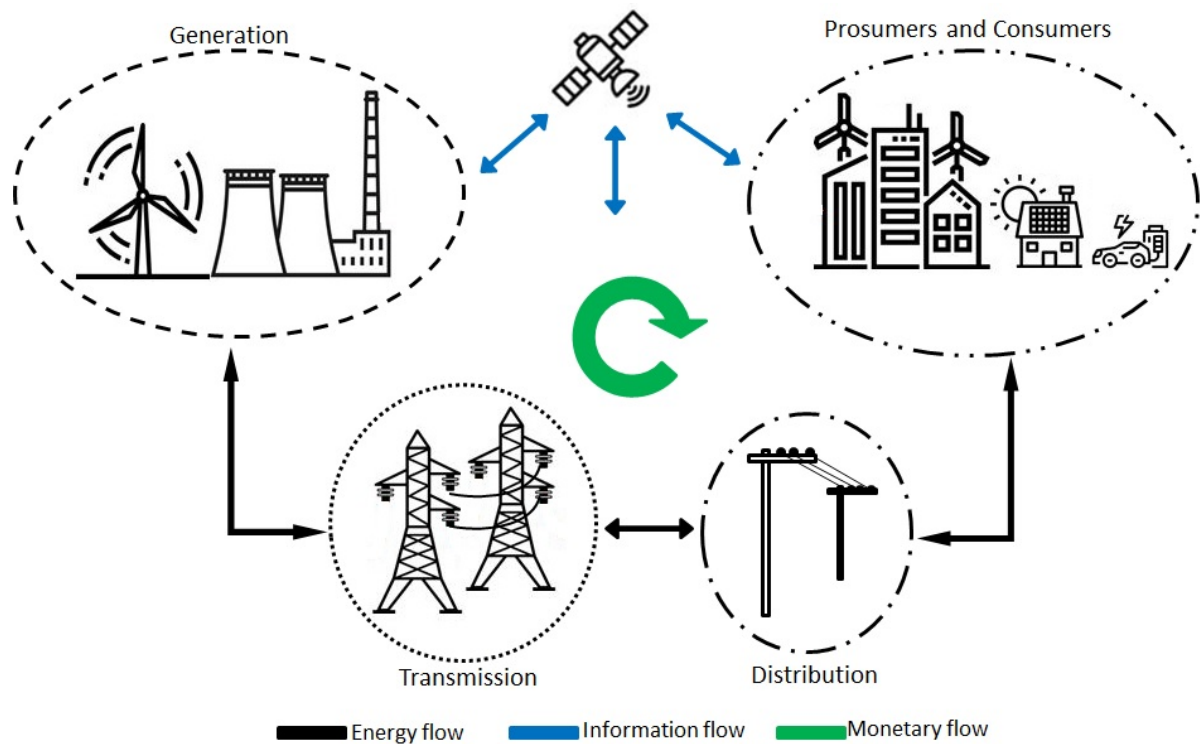 Generation
Prosumers and Consumers
Transmission
Distribution
Energy flow
Information flow
Monetary flow